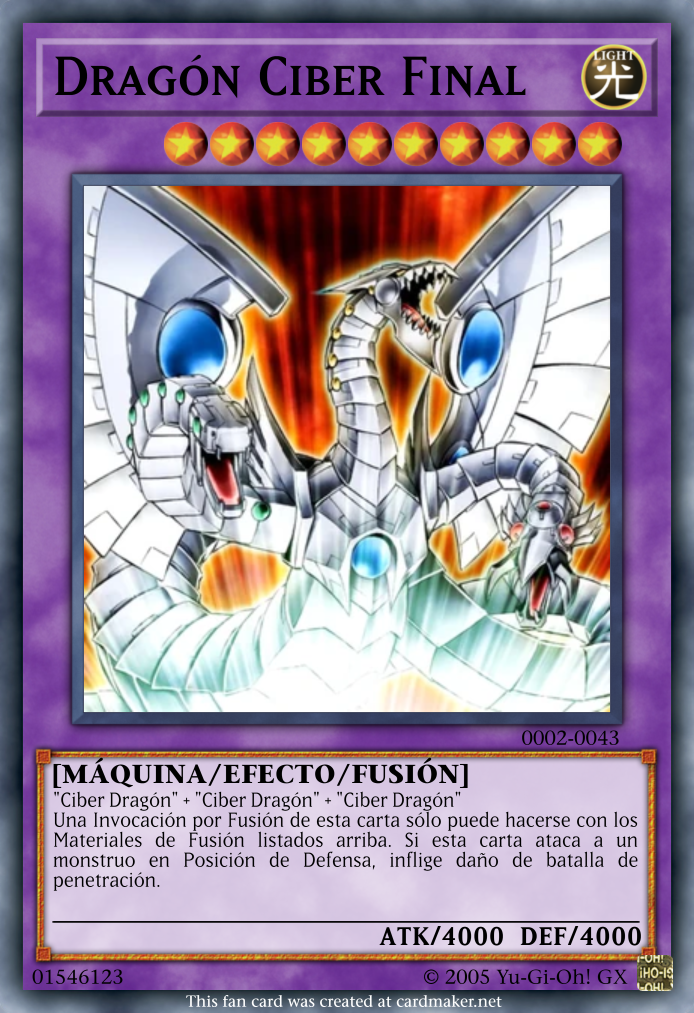 Dragón Ciber Final
LIGHT
光
0002-0043
[MÁQUINA/EFECTO/FUSIÓN]
"Ciber Dragón" + "Ciber Dragón" + "Ciber Dragón"
Una Invocación por Fusión de esta carta sólo puede hacerse con los
Materiales de Fusión listados arriba. Si esta carta ataca a un
monstruo en Posición de Defensa, inflige daño de batalla de
penetración.
ATK/4000 DEF/4000
01546123
© 2005 Yu-Gi-Oh! GX
This fan card was created at cardmaker.net